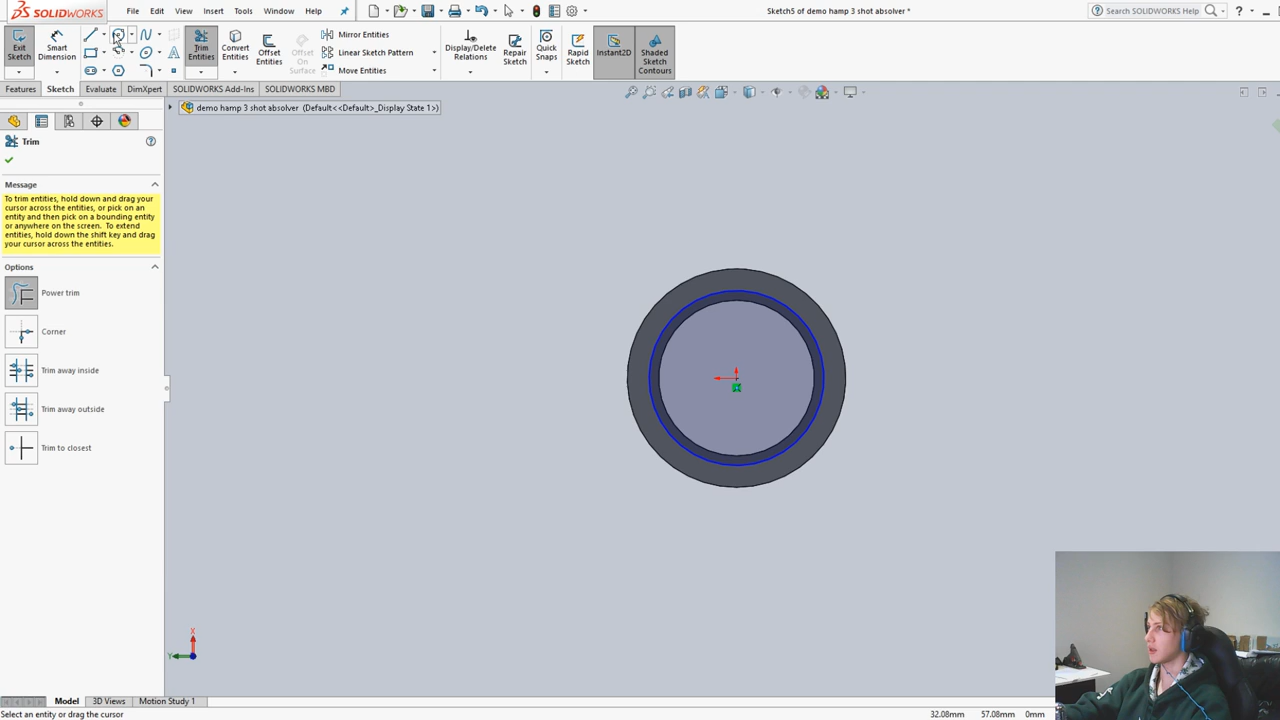 SOLIDWORKS
File Edit View Insert Tools Window Help
Sketch5 of demo hamp 3 shot absolver *
Search SOLIDWORKS Help
Exit Sketch
Smart Dimension
Trim Entities
Convert Entities
Offset Entities
Offset On Surface
Mirror Entities
Linear Sketch Pattern
Move Entities
Display/Delete Relations
Repair Sketch
Quick Snaps
Rapid Sketch
Instant2D
Shaded Sketch Contours
Features Sketch Evaluate DimXpert SOLIDWORKS Add-Ins SOLIDWORKS MBD
demo hamp 3 shot absolver (Default<<Default>_Display State 1>)
Trim
Message
To trim entities, hold down and drag your
cursor across the entities, or pick on an
entity and then pick on a bounding entity
or anywhere on the screen. To extend
entities, hold down the shift key and drag
your cursor across the entities.
Options
Power trim
Corner
Trim away inside
Trim away outside
Trim to closest
X
Y
Model 3D Views Motion Study 1
Select an entity or drag the cursor
32.08mm 57.08mm 0mm